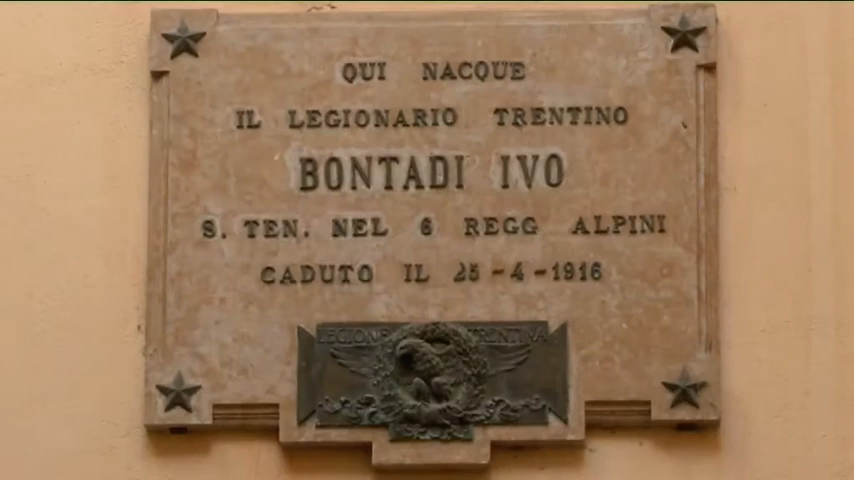 QUI NACQUE
IL LEGIONARIO TRENTINO
BONTADI IVO
S. TEN. NEL 6 REGG ALPINI
CADUTO IL 25-4-1916
LEGIONE TRENTINA